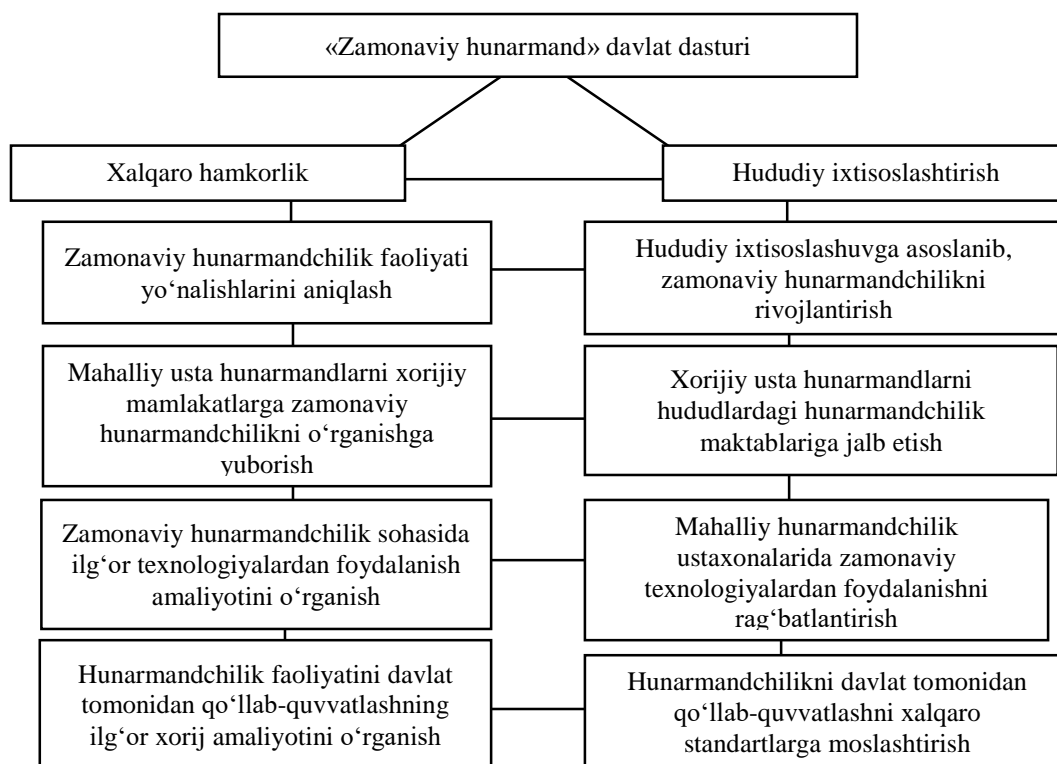 «Zamonaviy hunarmand» davlat dasturi
Xalqaro hamkorlik
Hududiy ixtisoslashtirish
Zamonaviy hunarmandchilik faoliyati
yo‘nalishlarini aniqlash
Hududiy ixtisoslashuvga asoslanib,
zamonaviy hunarmandchilikni
rivojlantirish
Mahalliy usta hunarmandlarni xorijiy
mamlakatlarga zamonaviy
hunarmandchilikni o‘rganishga
yuborish
Xorijiy usta hunarmandlarni
hududlardagi hunarmandchilik
maktablariga jalb etish
Zamonaviy hunarmandchilik sohasida
ilg‘or texnologiyalardan foydalanish
amaliyotini o‘rganish
Mahalliy hunarmandchilik
ustaxonalarida zamonaviy
texnologiyalardan foydalanishni
rag‘batlantirish
Hunarmandchilik faoliyatini davlat
tomonidan qo‘llab-quvvatlashning
ilg‘or xorij amaliyotini o‘rganish
Hunarmandchilikni davlat tomonidan
qo‘llab-quvvatlashni xalqaro
standartlarga moslashtirish